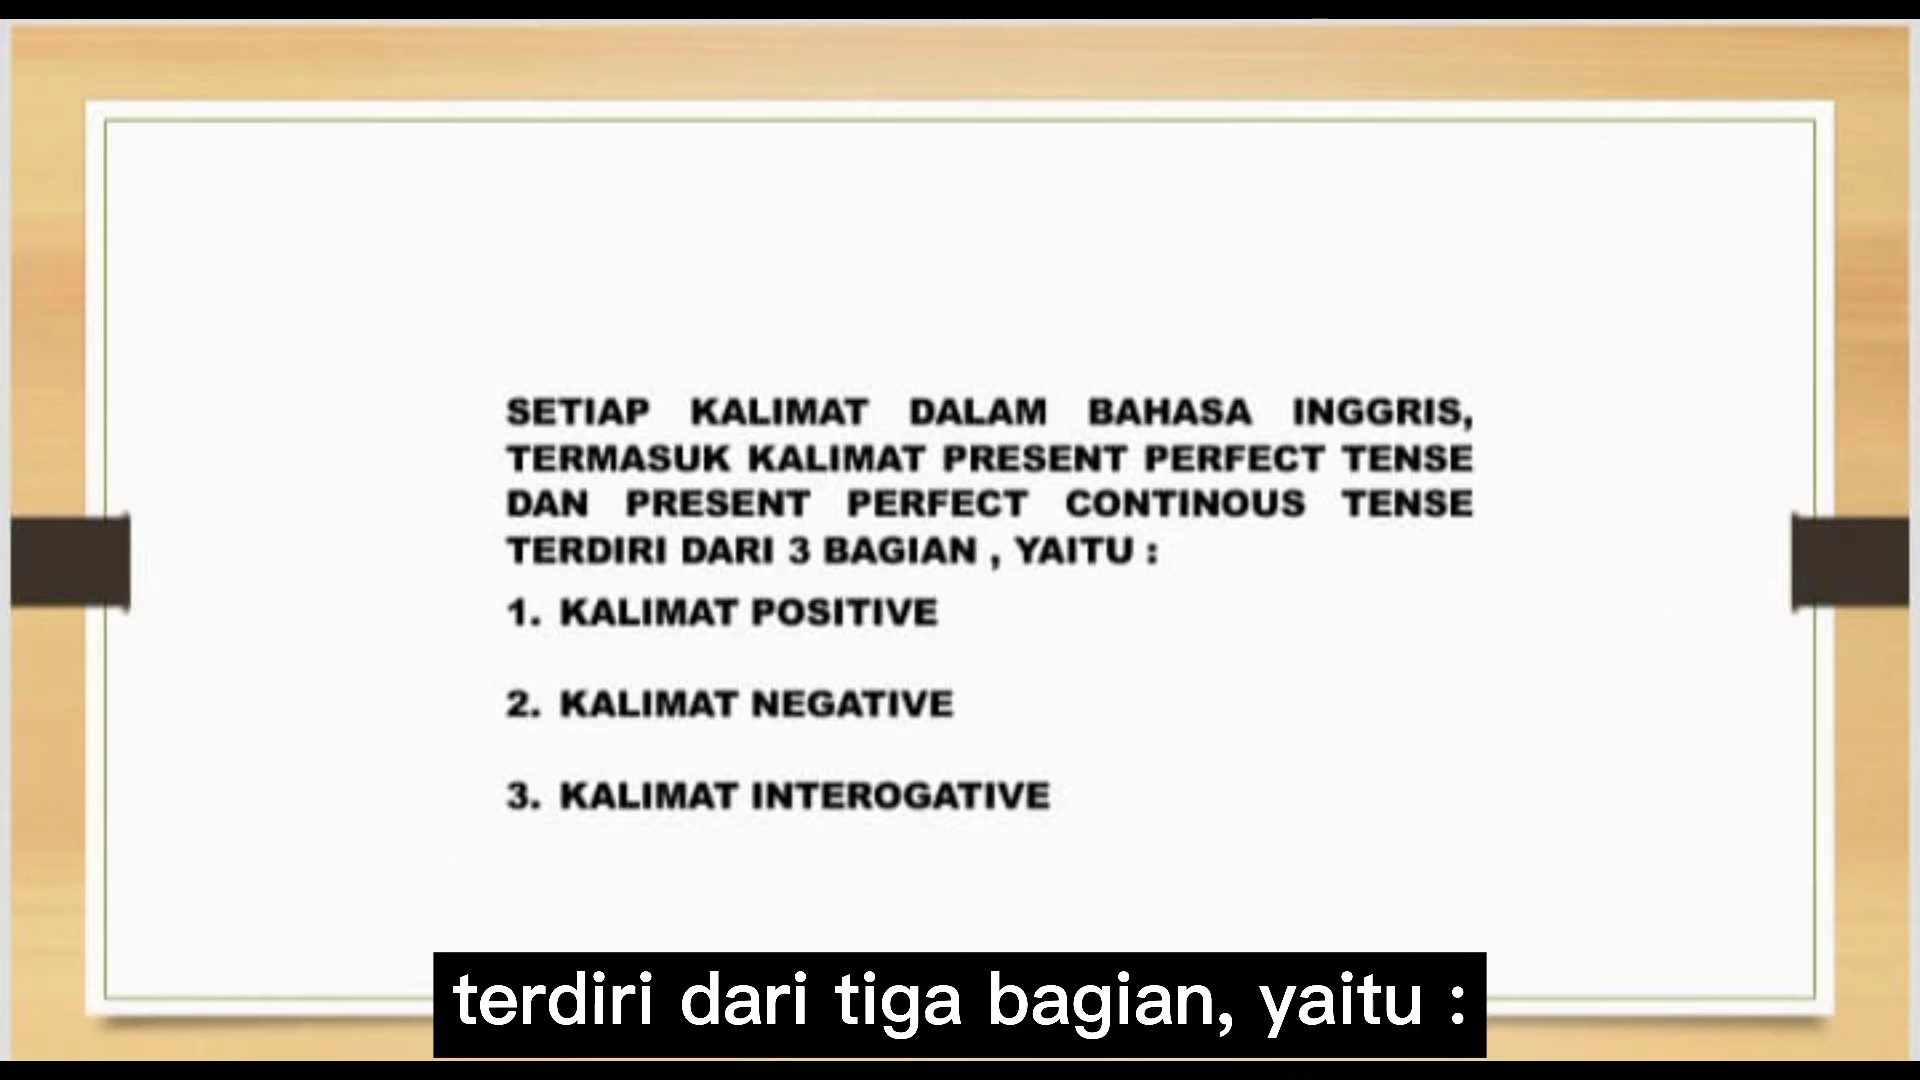 SETIAP KALIMAT DALAM BAHASA INGGRIS,
TERMASUK KALIMAT PRESENT PERFECT TENSE
DAN PRESENT PERFECT CONTINOUS TENSE
TERDIRI DARI 3 BAGIAN , YAITU :
1. KALIMAT POSITIVE
2. KALIMAT NEGATIVE
3. KALIMAT INTEROGATIVE
terdiri dari tiga bagian, yaitu :